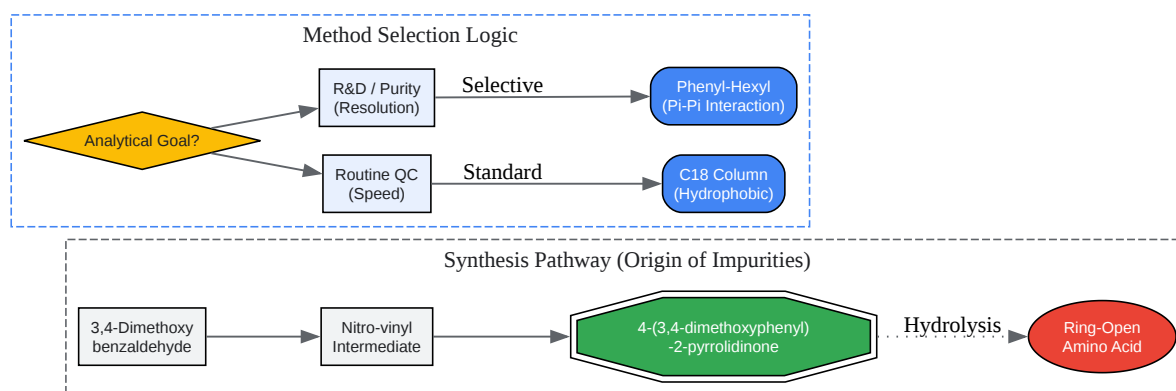 Method Selection Logic
R&D / Purity
(Resolution)
Selective
Phenyl-Hexyl
(Pi-Pi Interaction)
Analytical Goal?
Routine QC
(Speed)
Standard
C18 Column
(Hydrophobic)
Synthesis Pathway (Origin of Impurities)
3,4-Dimethoxy
benzaldehyde
Nitro-vinyl
Intermediate
4-(3,4-dimethoxyphenyl)
-2-pyrrolidinone
Hydrolysis
Ring-Open
Amino Acid